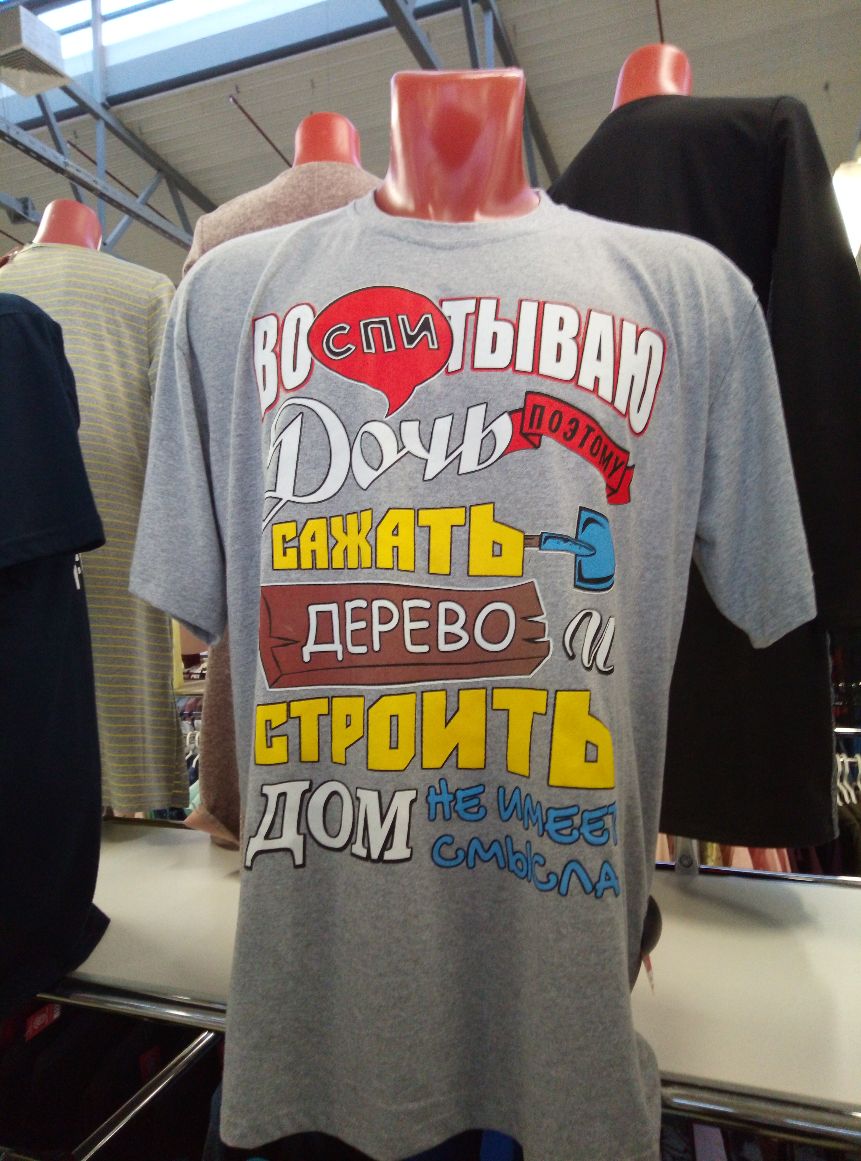 ВОСПИТЫВАЮ
Дочь ПОЭТОМУ
САЖАТЬ
ДЕРЕВО И
СТРОИТЬ
ДОМ НЕ ИМЕЕТ
СМЫСЛА